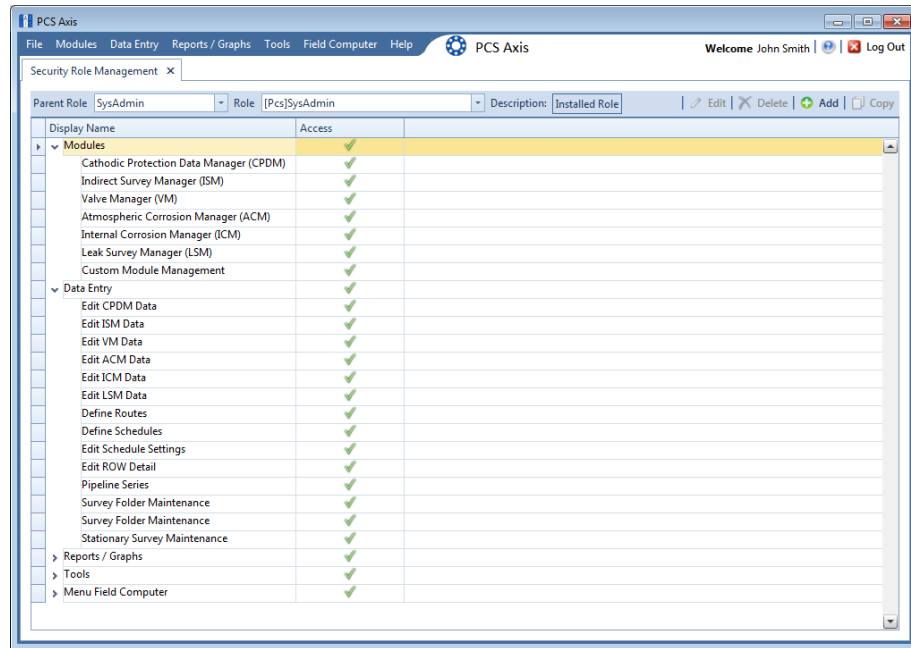 PCS Axis
File Modules Data Entry Reports / Graphs Tools Field Computer Help PCS Axis Welcome John Smith Log Out
Security Role Management
Parent Role SysAdmin Role [Pcs]SysAdmin Description: Installed Role Edit Delete Add Copy
Display Name Access
Modules
Cathodic Protection Data Manager (CPDM)
Indirect Survey Manager (ISM)
Valve Manager (VM)
Atmospheric Corrosion Manager (ACM)
Internal Corrosion Manager (ICM)
Leak Survey Manager (LSM)
Custom Module Management
Data Entry
Edit CPDM Data
Edit ISM Data
Edit VM Data
Edit ACM Data
Edit ICM Data
Edit LSM Data
Define Routes
Define Schedules
Edit Schedule Settings
Edit ROW Detail
Pipeline Series
Survey Folder Maintenance
Survey Folder Maintenance
Stationary Survey Maintenance
Reports / Graphs
Tools
Menu Field Computer